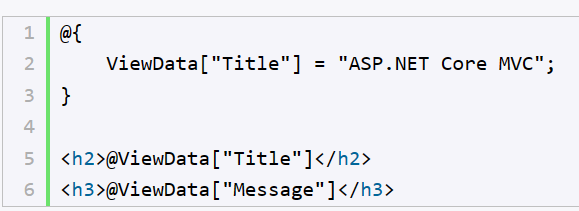 1 @{
2     ViewData["Title"] = "ASP.NET Core MVC";
3 }
4
5 <h2>@ViewData["Title"]</h2>
6 <h3>@ViewData["Message"]</h3>